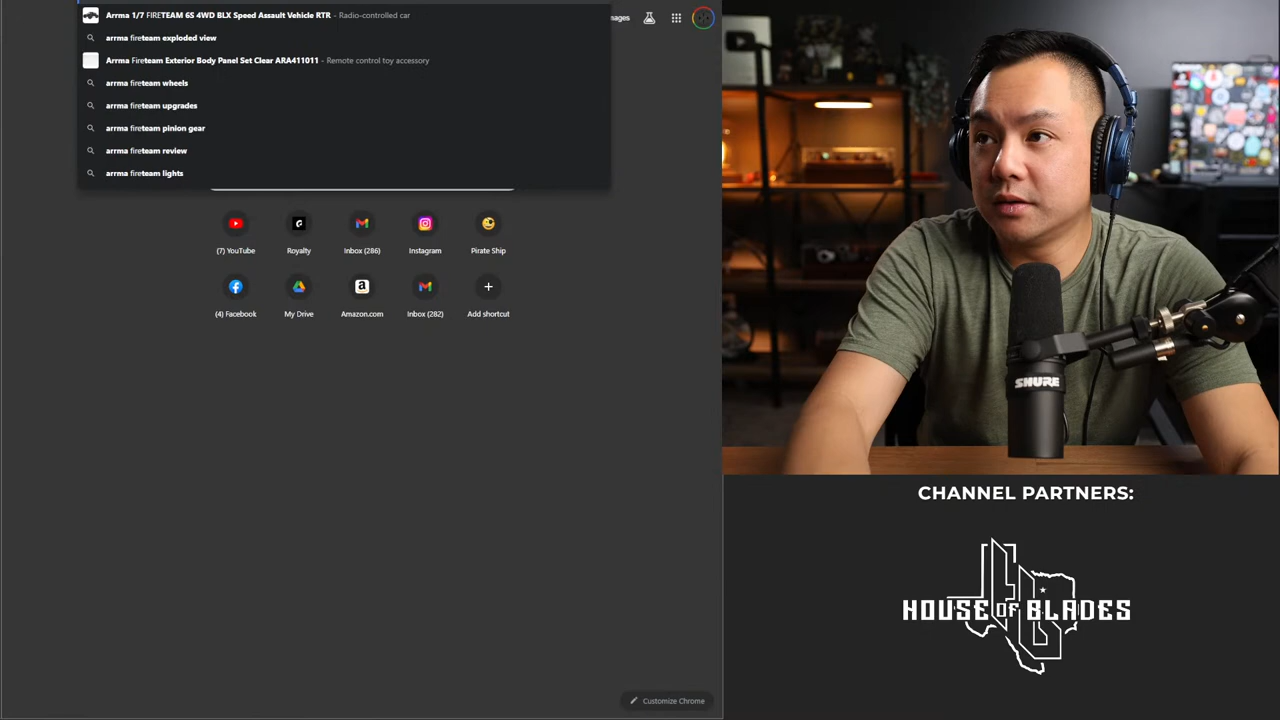 Arrma 1/7 FIRETEAM 6S 4WD BLX Speed Assault Vehicle RTR - Radio-controlled car
arrma fireteam exploded view
Arrma Fireteam Exterior Body Panel Set Clear ARA411011 - Remote control toy accessory
arrma fireteam wheels
arrma fireteam upgrades
arrma fireteam pinion gear
arrma fireteam review
arrma fireteam lights
(7) YouTube
Royalty
Inbox (286)
Instagram
Pirate Ship
(4) Facebook
My Drive
Amazon.com
Inbox (282)
Add shortcut
Customize Chrome
SHURE
CHANNEL PARTNERS:
HOUSE OF BLADES